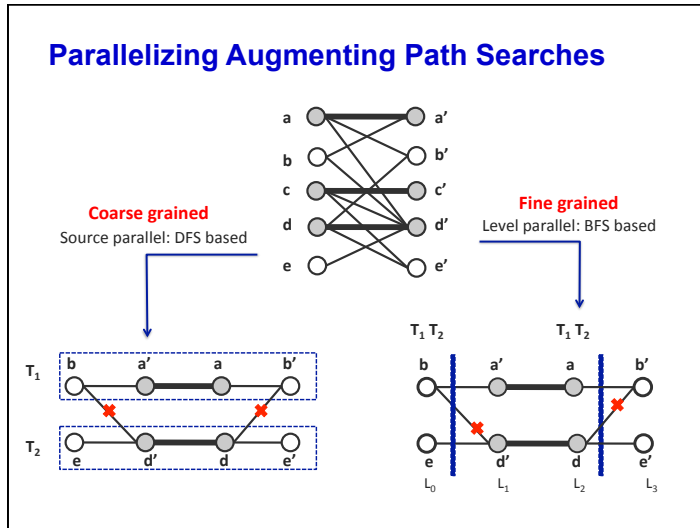 Parallelizing Augmenting Path Searches
a a'
b b'
c c'
d d'
e e'
Coarse grained
Source parallel: DFS based
Fine grained
Level parallel: BFS based
T1
b a' a b'
T2
e d' d e'
T1 T2 T1 T2
b a' a b'
e d' d e'
L0 L1 L2 L3